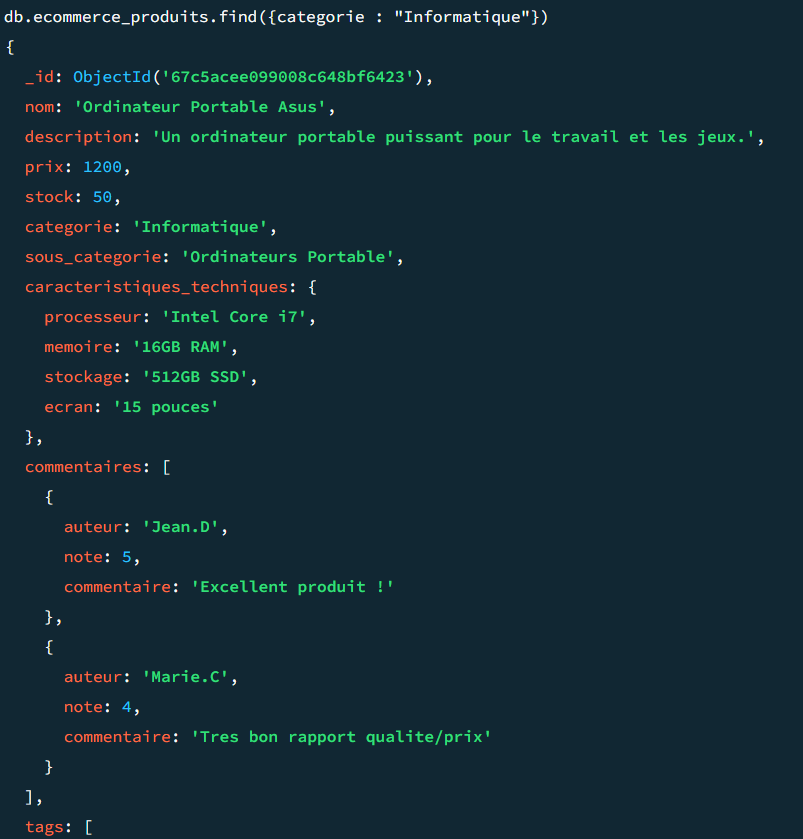 db.ecommerce_produits.find({categorie : "Informatique"})
{
  _id: ObjectId('67c5acee099008c648bf6423'),
  nom: 'Ordinateur Portable Asus',
  description: 'Un ordinateur portable puissant pour le travail et les jeux.',
  prix: 1200,
  stock: 50,
  categorie: 'Informatique',
  sous_categorie: 'Ordinateurs Portable',
  caracteristiques_techniques: {
    processeur: 'Intel Core i7',
    memoire: '16GB RAM',
    stockage: '512GB SSD',
    ecran: '15 pouces'
  },
  commentaires: [
    {
      auteur: 'Jean.D',
      note: 5,
      commentaire: 'Excellent produit !'
    },
    {
      auteur: 'Marie.C',
      note: 4,
      commentaire: 'Tres bon rapport qualite/prix'
    }
  ],
  tags: [